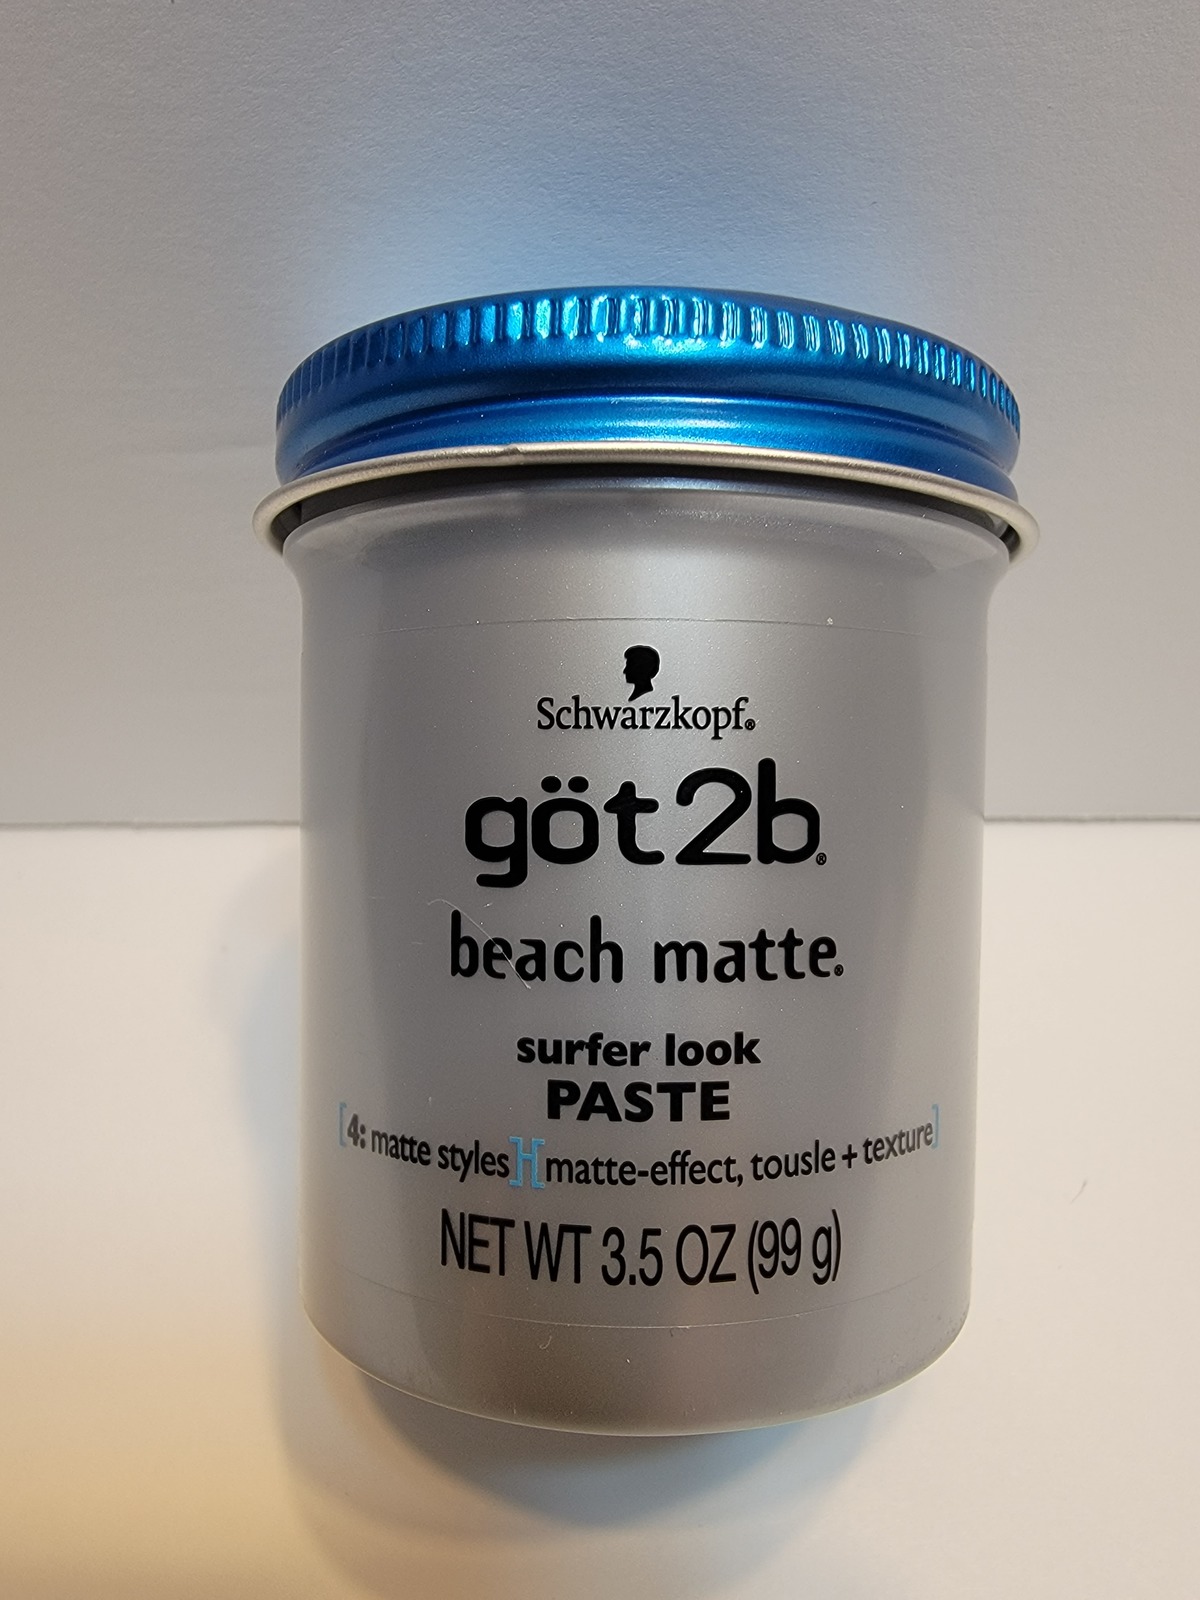 Schwarzkopf®
göt2b®
beach matte®
surfer look
PASTE
[4: matte styles][matte-effect, tousle + texture]
NET WT 3.5 OZ (99 g)